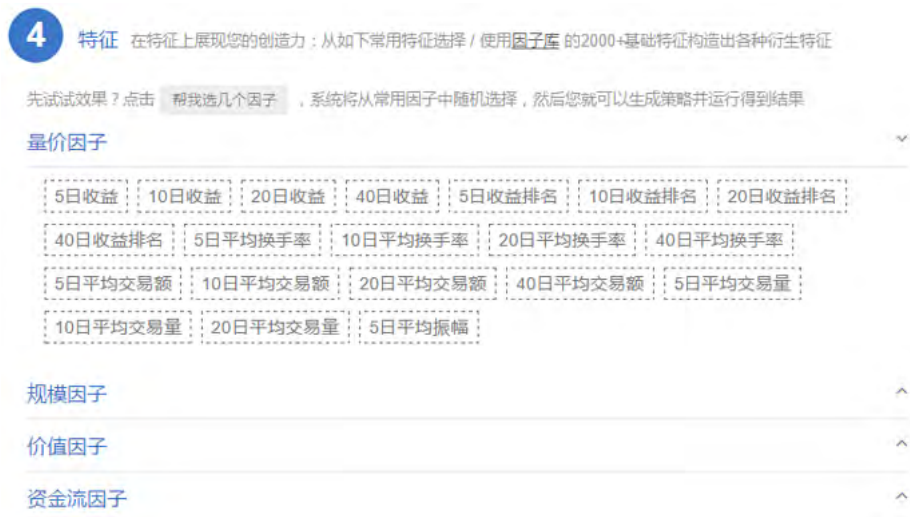 4 特征 在特征上展现您的创造力：从如下常用特征选择 / 使用因子库 的2000+基础特征构造出各种衍生特征
先试试效果？点击 帮我选几个因子 ，系统将从常用因子中随机选择，然后您就可以生成策略并运行得到结果
量价因子
5日收益 10日收益 20日收益 40日收益 5日收益排名 10日收益排名 20日收益排名
40日收益排名 5日平均换手率 10日平均换手率 20日平均换手率 40日平均换手率
5日平均交易额 10日平均交易额 20日平均交易额 40日平均交易额 5日平均交易量
10日平均交易量 20日平均交易量 5日平均振幅
规模因子
价值因子
资金流因子